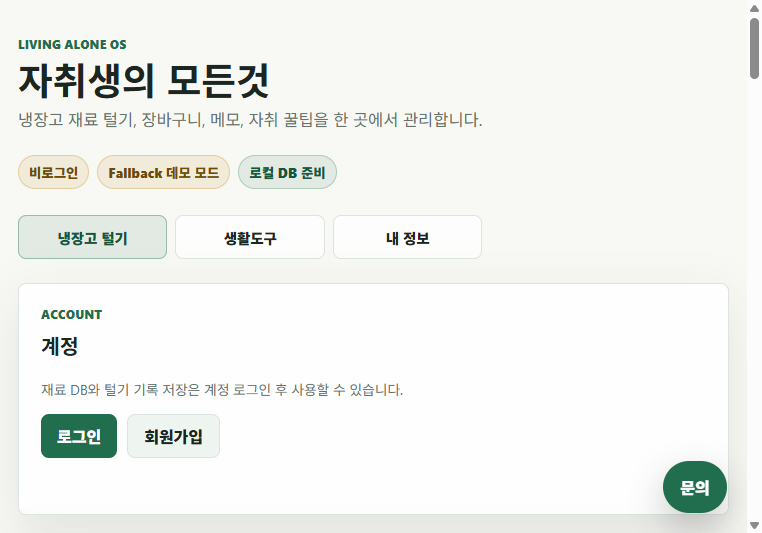 LIVING ALONE OS
자취생의 모든것
냉장고 재료 털기, 장바구니, 메모, 자취 꿀팁을 한 곳에서 관리합니다.
비로그인 Fallback 데모 모드 로컬 DB 준비
냉장고 털기 생활도구 내 정보
ACCOUNT
계정
재료 DB와 털기 기록 저장은 계정 로그인 후 사용할 수 있습니다.
로그인 회원가입
문의